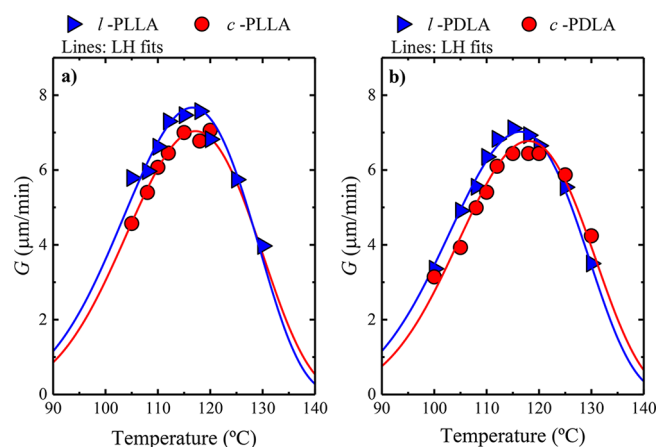 l -PLLA c -PLLA
Lines: LH fits
a)
8
6
4
2
0
G (µm/min)
90 100 110 120 130 140
Temperature (ºC)
l -PDLA c -PDLA
Lines: LH fits
b)
8
6
4
2
0
G (µm/min)
90 100 110 120 130 140
Temperature (ºC)